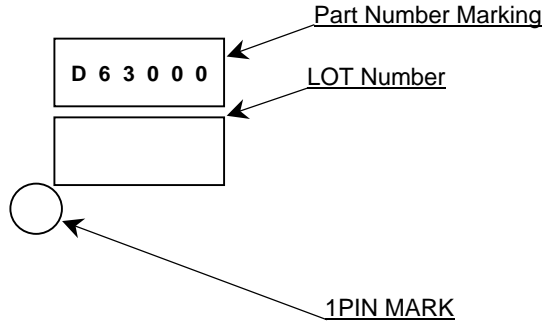 Part Number Marking
D 6 3 0 0 0
LOT Number
1PIN MARK